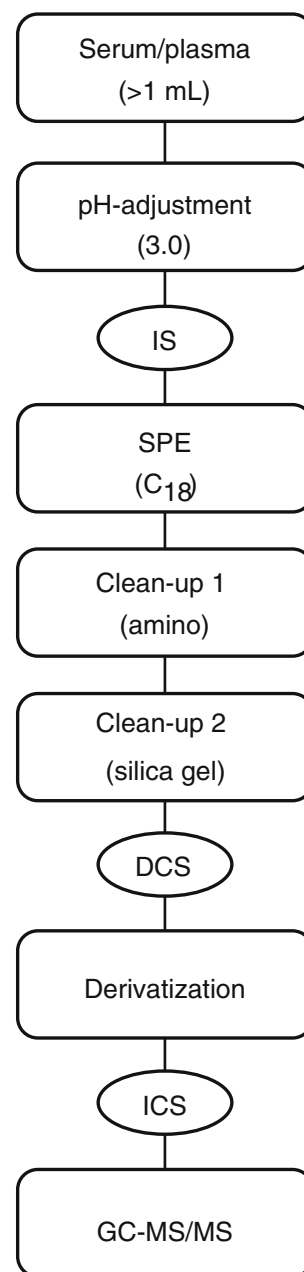 Serum/plasma
(>1 mL)
pH-adjustment
(3.0)
IS
SPE
(C18)
Clean-up 1
(amino)
Clean-up 2
(silica gel)
DCS
Derivatization
ICS
GC-MS/MS